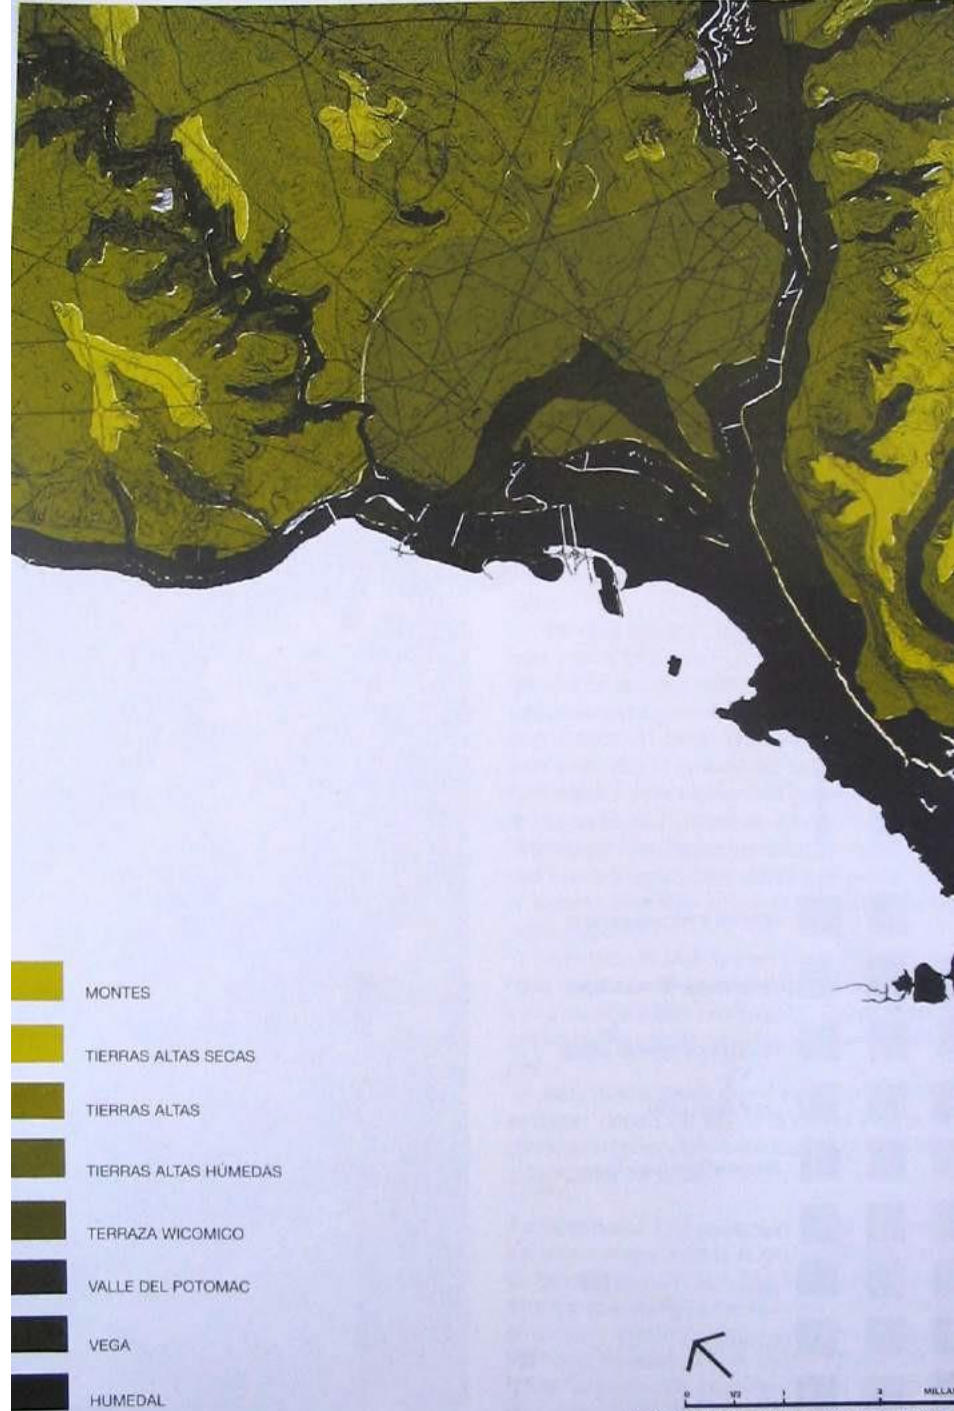 MONTES
TIERRAS ALTAS SECAS
TIERRAS ALTAS
TIERRAS ALTAS HÚMEDAS
TERRAZA WICOMICO
VALLE DEL POTOMAC
VEGA
HUMEDAL
0 1/2 1 2 MILLAS